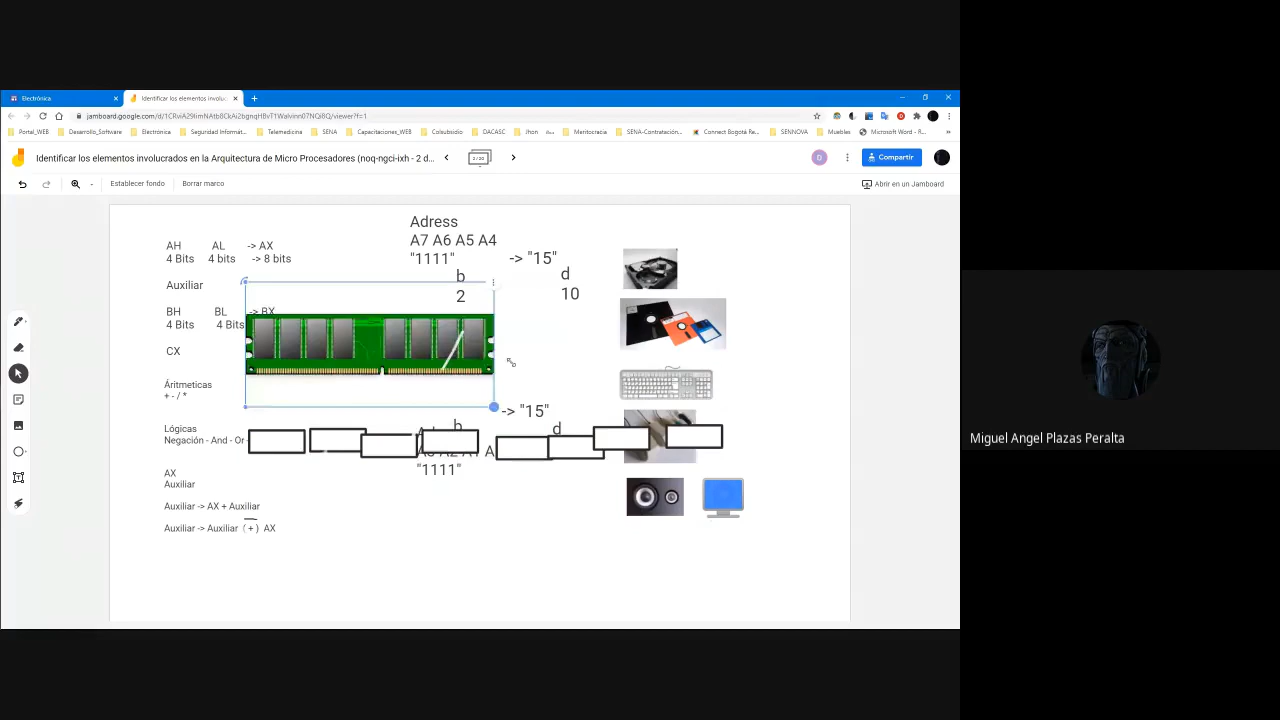 Electrónica
Identificar los elementos involuc
jamboard.google.com/d/
viewer?f=1
Portal_WEB
Desarrollo_Software
Electrónica
Seguridad Informát...
Telemedicina
SENA
Capacitaciones_WEB
Colsubsidio
DACASC
Jhon
Meritocracia
SENA-Contratación...
Connect Bogotá Re...
SENNOVA
Muebles
Microsoft Word - R...
Identificar los elementos involucrados en la Arquitectura de Micro Procesadores (noq-ngci-ixh - 2 d...
2 / 20
D
Compartir
Establecer fondo
Borrar marco
Abrir en un Jamboard
Adress
A7 A6 A5 A4
"1111" -> "15"
b d
2 10
AH AL -> AX
4 Bits 4 bits -> 8 bits
Auxiliar
BH BL -> BX
4 Bits 4 Bits
CX
Áritmeticas
+ - / *
Lógicas
Negación - And - Or -
AX
Auxiliar
Auxiliar -> AX + Auxiliar
Auxiliar -> Auxiliar (+) AX
-> "15"
b d
"1111"
Miguel Angel Plazas Peralta